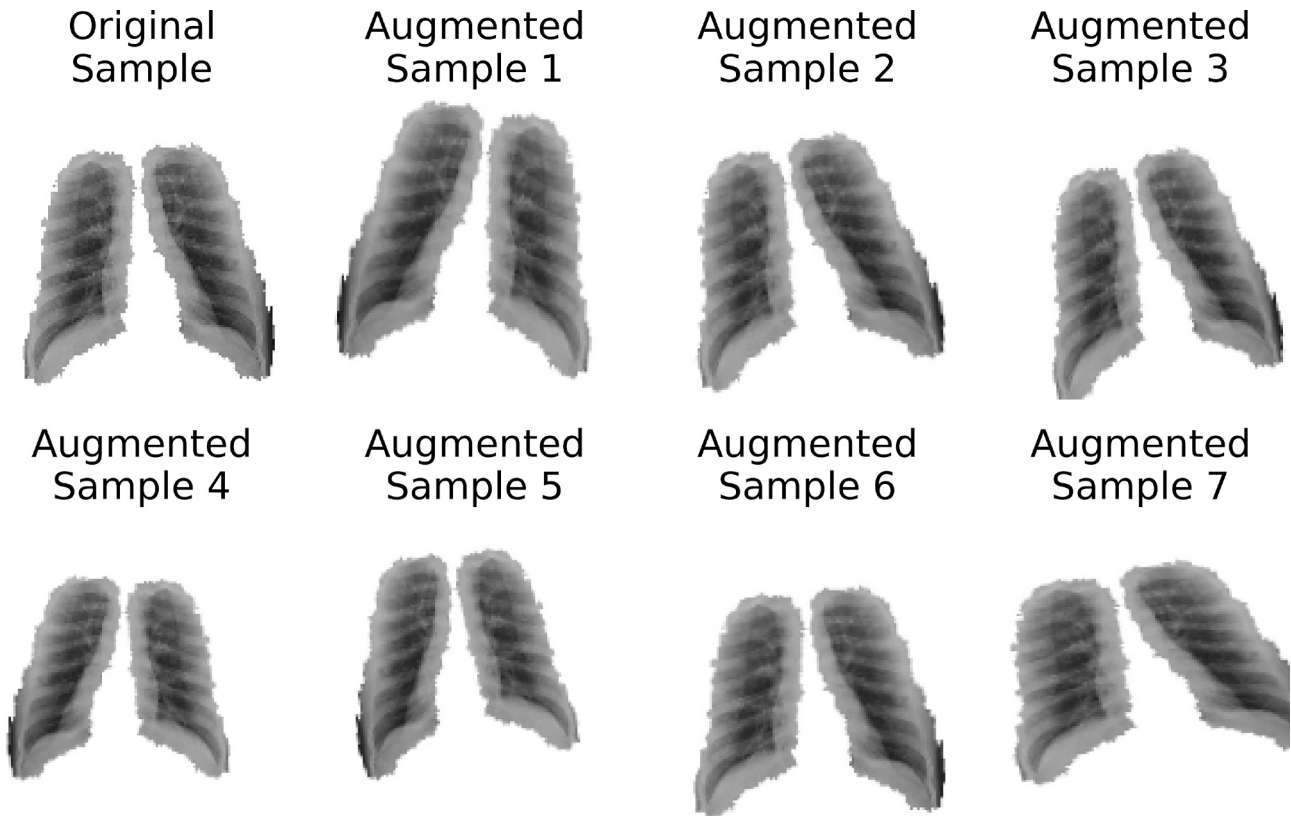 Original
Sample
Augmented
Sample 1
Augmented
Sample 2
Augmented
Sample 3
Augmented
Sample 4
Augmented
Sample 5
Augmented
Sample 6
Augmented
Sample 7